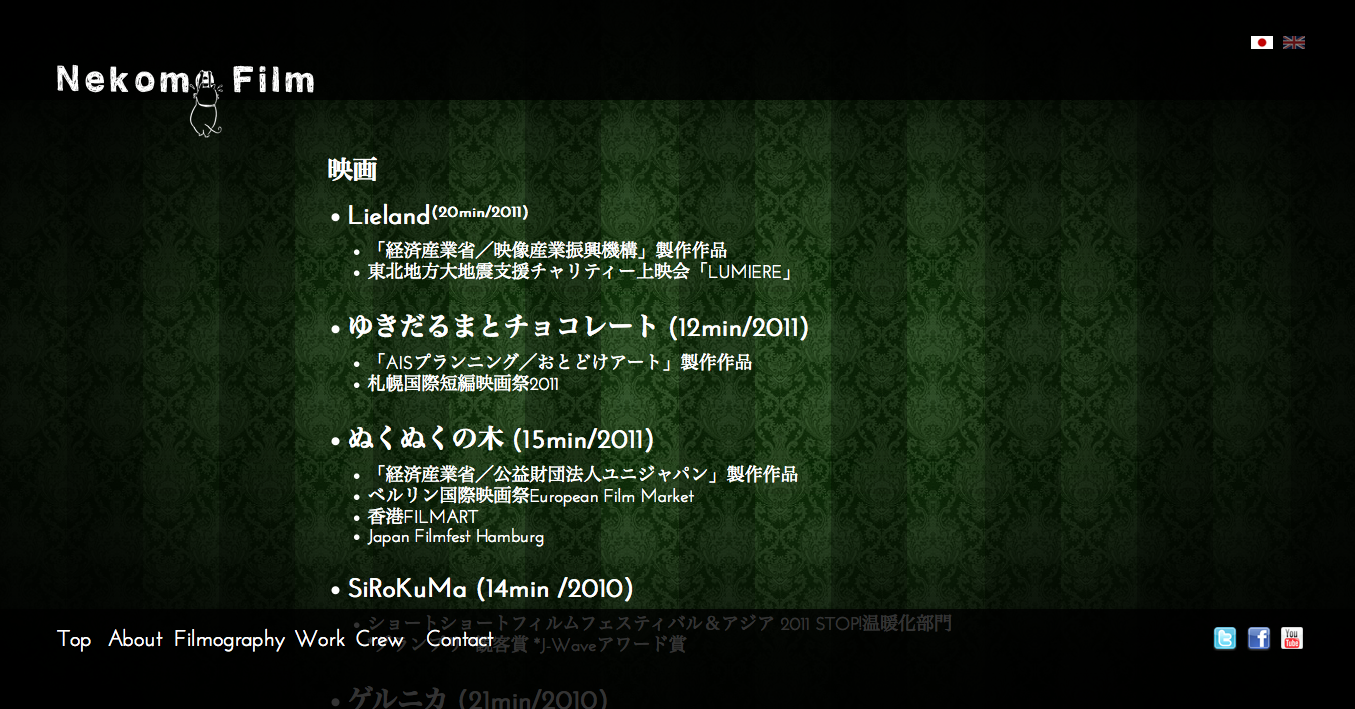 Nekoma Film
映画
• Lieland(20min/2011)
• 「経済産業省／映像産業振興機構」製作作品
• 東北地方大地震支援チャリティー上映会「LUMIERE」
• ゆきだるまとチョコレート (12min/2011)
• 「AISプランニング／おとどけアート」製作作品
• 札幌国際短編映画祭2011
• ぬくぬくの木 (15min/2011)
• 「経済産業省／公益財団法人ユニジャパン」製作作品
• ベルリン国際映画祭European Film Market
• 香港FILMART
• Japan Filmfest Hamburg
• SiRoKuMa (14min /2010)
• ショートショートフィルムフェスティバル＆アジア 2011 STOP!温暖化部門
観客賞 *J-Waveアワード賞
Top About Filmography Work Crew Contact
• ゲルニカ (21min/2010)
You Tube